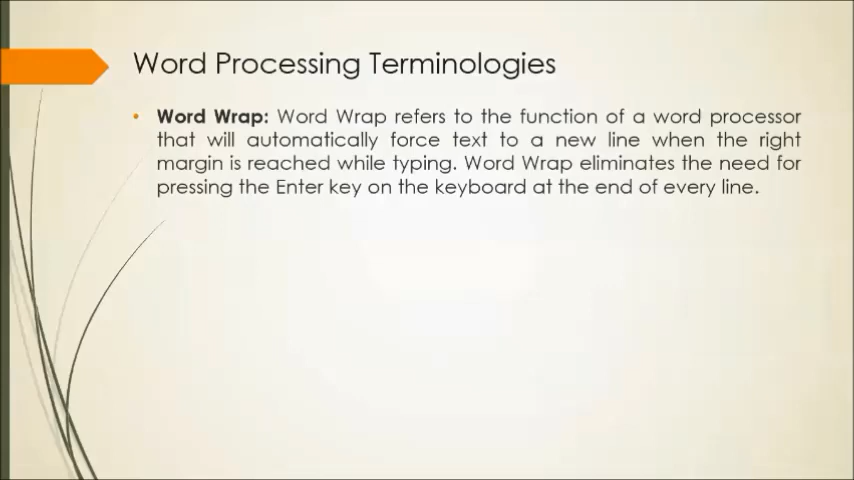 Word Processing Terminologies
• Word Wrap: Word Wrap refers to the function of a word processor
that will automatically force text to a new line when the right
margin is reached while typing. Word Wrap eliminates the need for
pressing the Enter key on the keyboard at the end of every line.